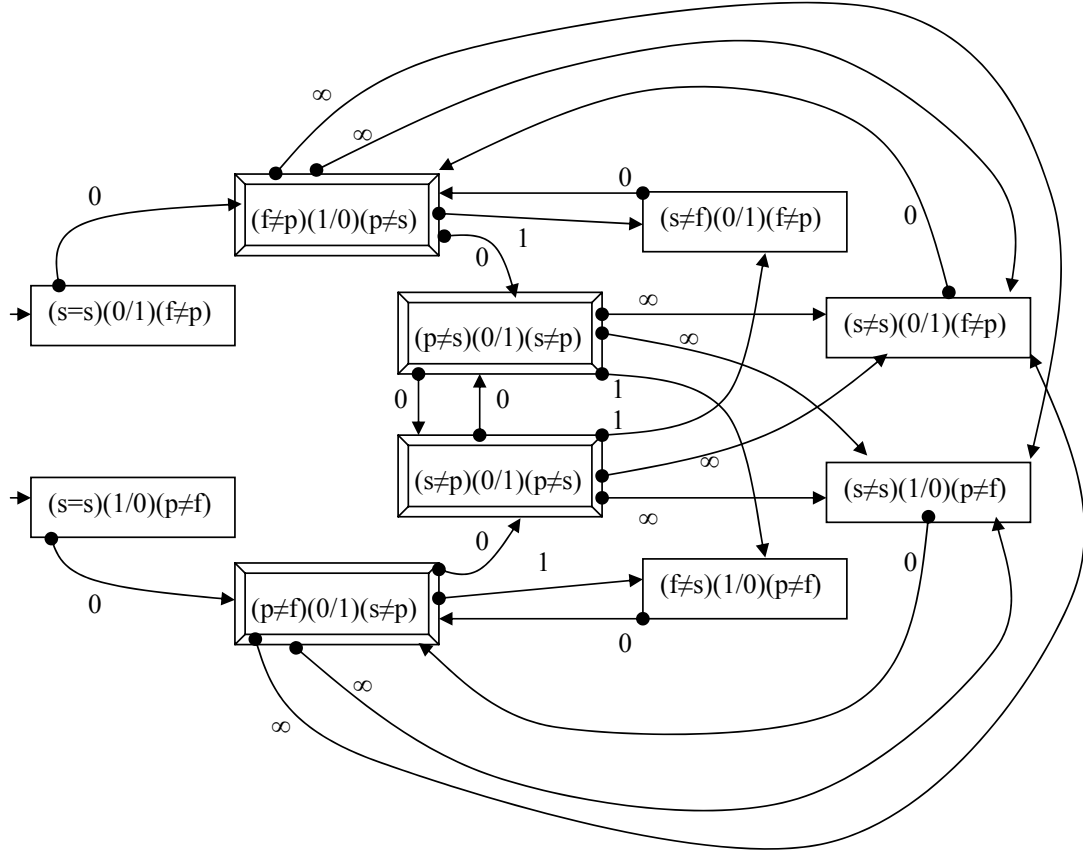 ∞
∞
0
0
0
(f≠p)(1/0)(p≠s)
(s≠f)(0/1)(f≠p)
0
1
0
(s=s)(0/1)(f≠p)
∞
(s≠s)(0/1)(f≠p)
(p≠s)(0/1)(s≠p)
∞
0
0
1
1
∞
(s≠p)(0/1)(p≠s)
(s≠s)(1/0)(p≠f)
(s=s)(1/0)(p≠f)
∞
0
1
0
(f≠s)(1/0)(p≠f)
0
(p≠f)(0/1)(s≠p)
0
∞
∞